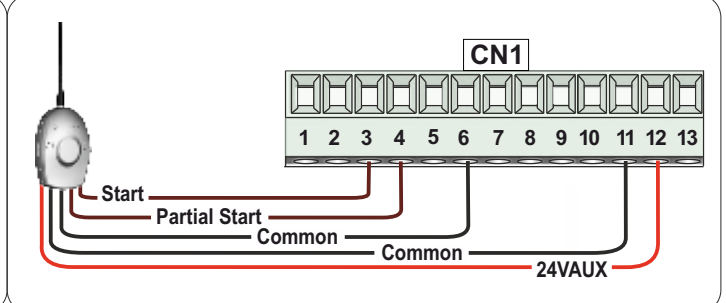 CN1
1 2 3 4 5 6 7 8 9 10 11 12 13
Start
Partial Start
Common
Common
24VAUX